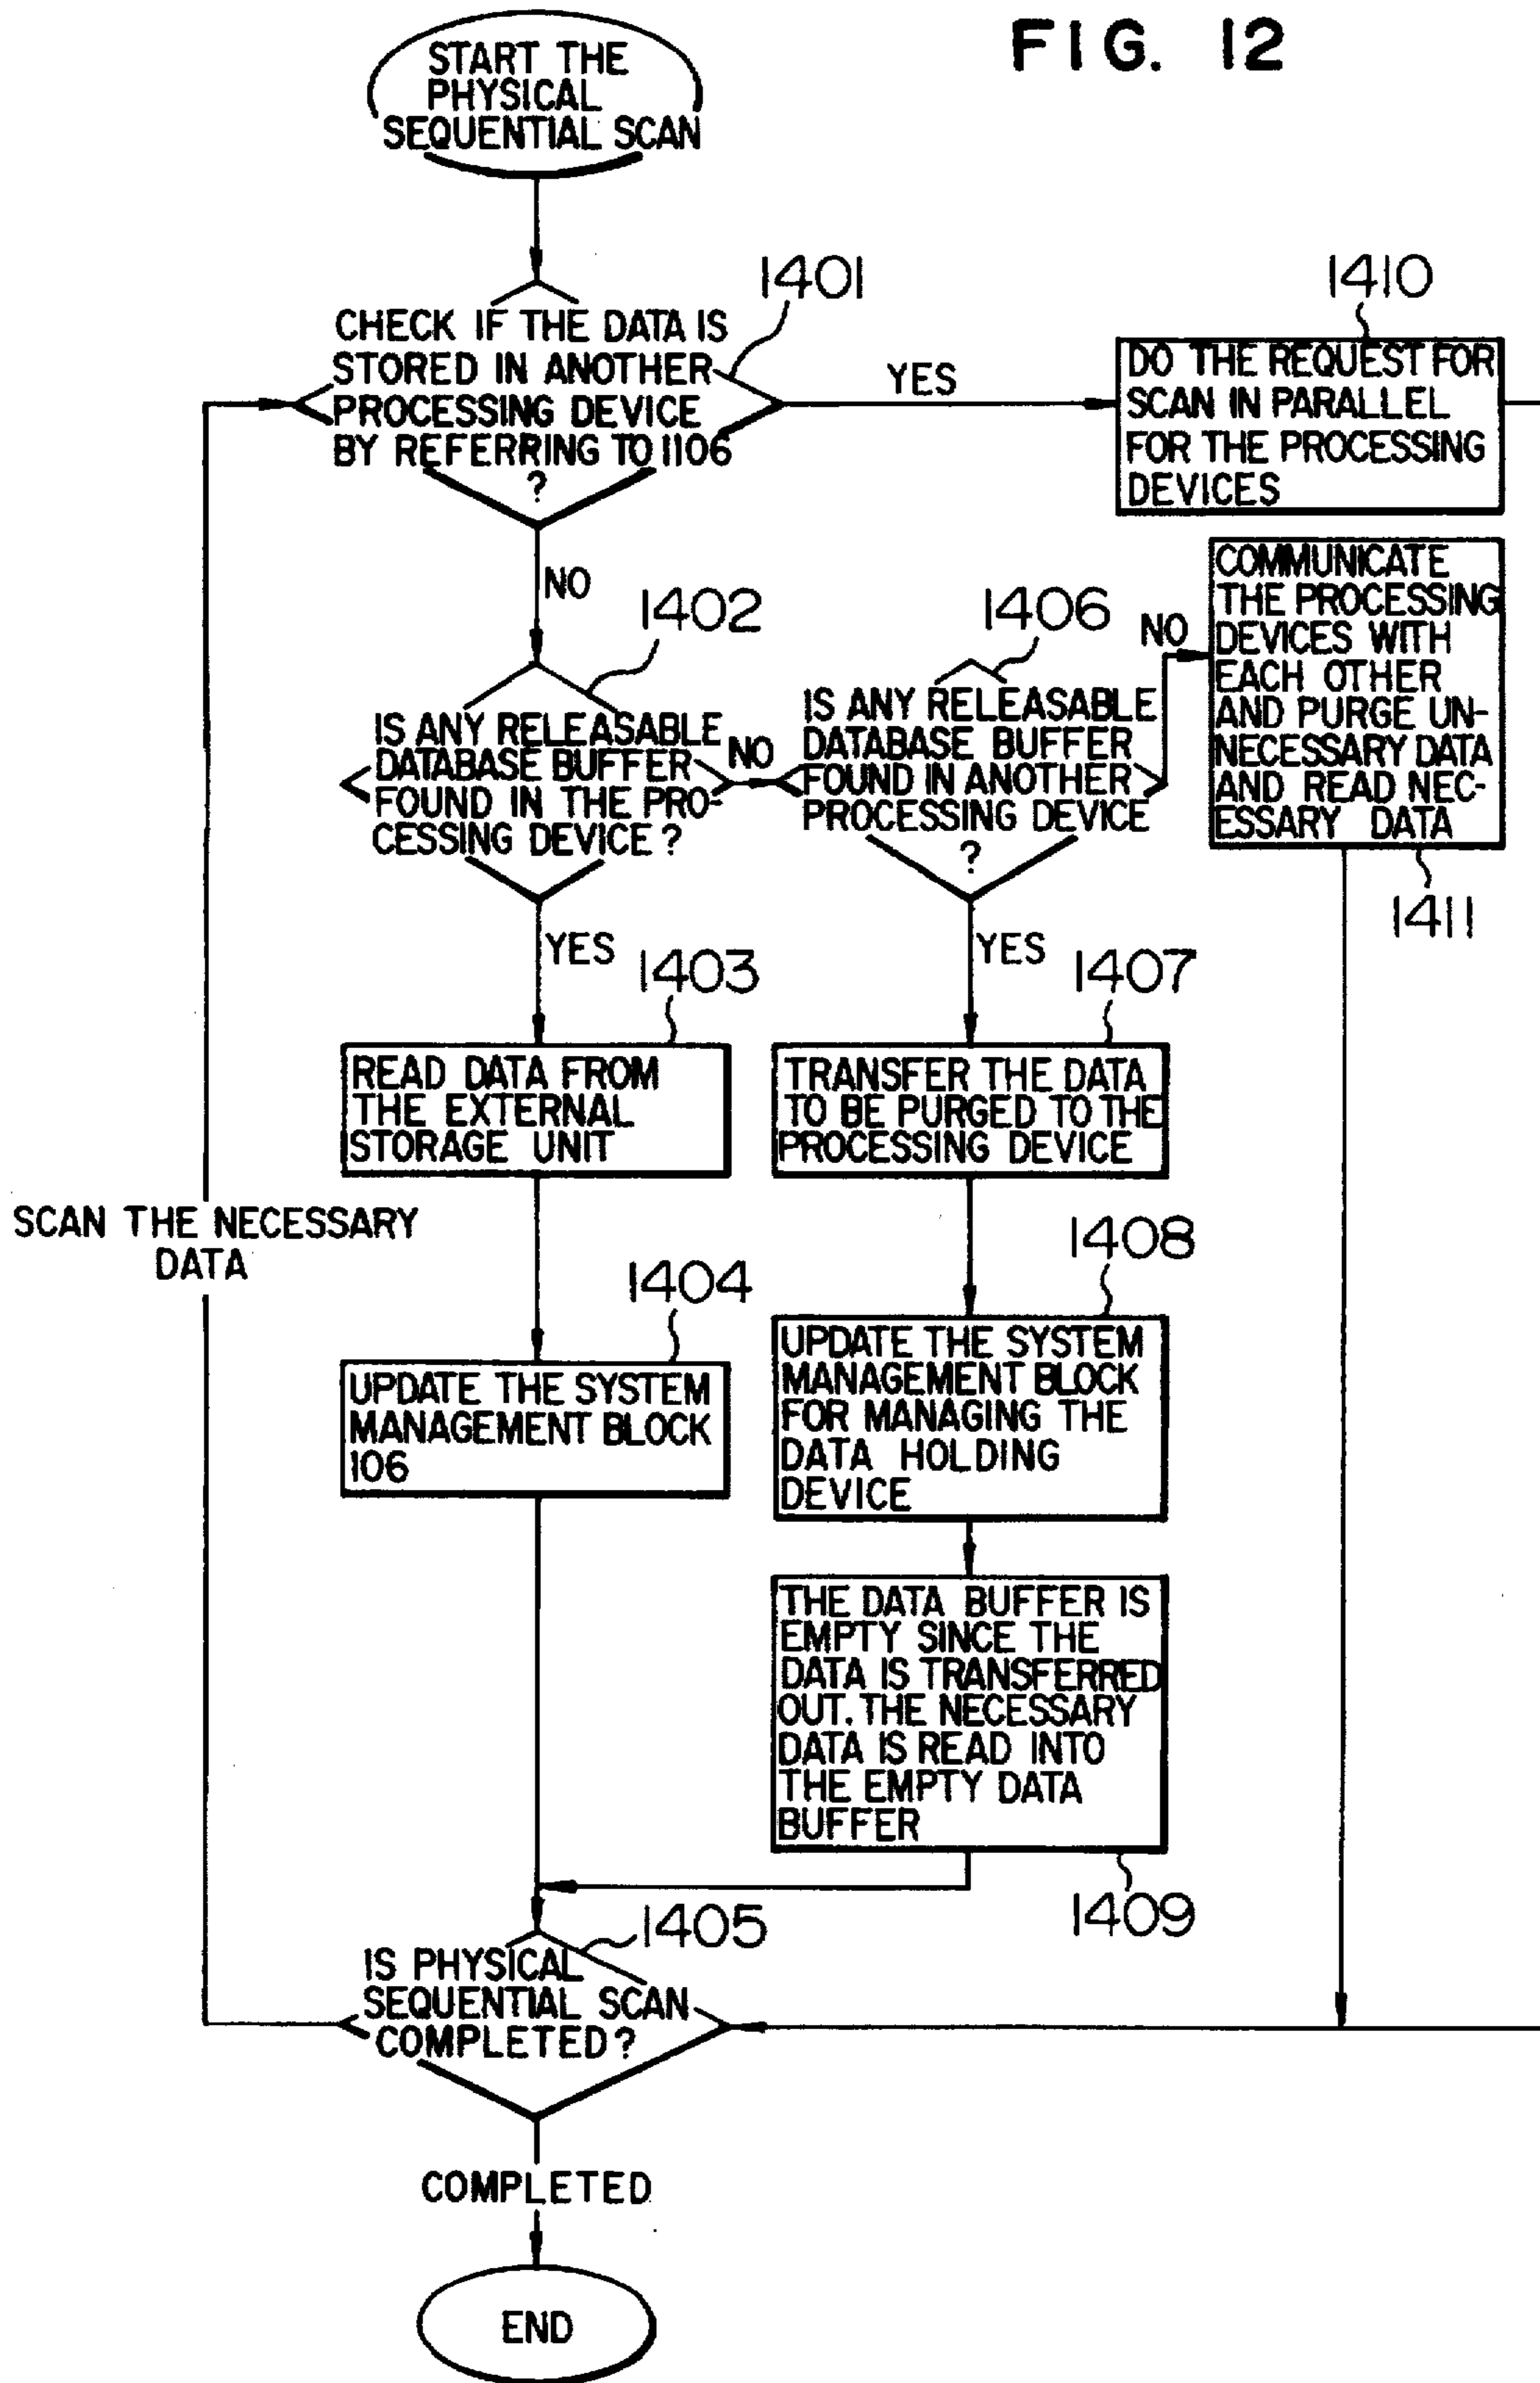 FIG. 12
START THE
PHYSICAL
SEQUENTIAL SCAN
1401
CHECK IF THE DATA IS
STORED IN ANOTHER
PROCESSING DEVICE
BY REFERRING TO 1106
?
YES
1410
DO THE REQUEST FOR
SCAN IN PARALLEL
FOR THE PROCESSING
DEVICES
NO
1402
IS ANY RELEASABLE
DATABASE BUFFER
FOUND IN THE PRO-
CESSING DEVICE?
NO
1406
IS ANY RELEASABLE
DATABASE BUFFER
FOUND IN ANOTHER
PROCESSING DEVICE
?
NO
COMMUNICATE
THE PROCESSING
DEVICES WITH
EACH OTHER
AND PURGE UN-
NECESSARY DATA
AND READ NEC-
ESSARY DATA
1411
YES
1403
READ DATA FROM
THE EXTERNAL
STORAGE UNIT
YES
1407
TRANSFER THE DATA
TO BE PURGED TO THE
PROCESSING DEVICE
SCAN THE NECESSARY
DATA
1404
UPDATE THE SYSTEM
MANAGEMENT BLOCK
106
1408
UPDATE THE SYSTEM
MANAGEMENT BLOCK
FOR MANAGING THE
DATA HOLDING
DEVICE
THE DATA BUFFER IS
EMPTY SINCE THE
DATA IS TRANSFERRED
OUT. THE NECESSARY
DATA IS READ INTO
THE EMPTY DATA
BUFFER
1409
1405
IS PHYSICAL
SEQUENTIAL SCAN
COMPLETED?
COMPLETED
END